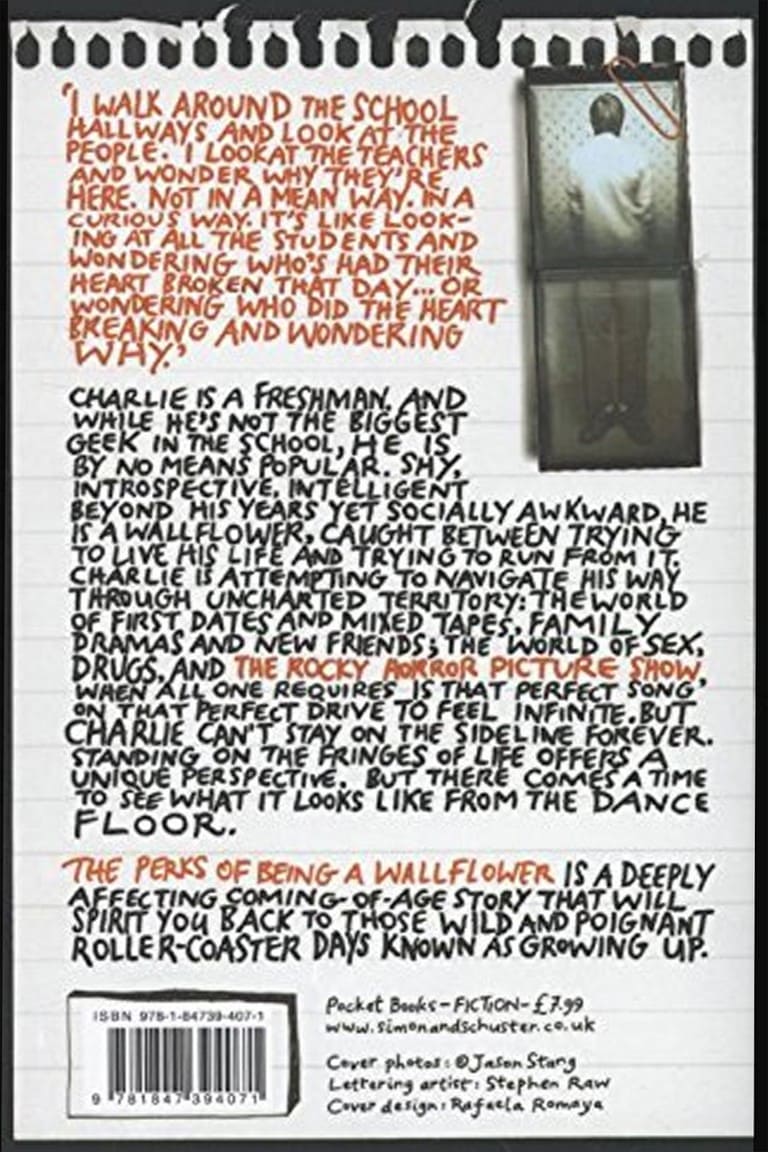 'I WALK AROUND THE SCHOOL
HALLWAYS AND LOOK AT THE
PEOPLE. I LOOKAT THE TEACHERS
AND WONDER WHY THEY'RE
HERE. NOT IN A MEAN WAY. IN A
CURIOUS WAY. IT'S LIKE LOOK-
ING AT ALL THE STUDENTS AND
WONDERING WHO'S HAD THEIR
HEART BROKEN THAT DAY... OR
WONDERING WHO DID THE HEART
BREAKING AND WONDERING
WHY.'
CHARLIE IS A FRESHMAN. AND
WHILE HE'S NOT THE BIGGEST
GEEK IN THE SCHOOL, HE IS
BY NO MEANS POPULAR. SHY,
INTROSPECTIVE, INTELLIGENT
BEYOND HIS YEARS YET SOCIALLY AWKWARD, HE
IS A WALLFLOWER, CAUGHT BETWEEN TRYING
TO LIVE HIS LIFE AND TRYING TO RUN FROM IT.
CHARLIE IS ATTEMPTING TO NAVIGATE HIS WAY
THROUGH UNCHARTED TERRITORY: THE WORLD
OF FIRST DATES AND MIXED TAPES, FAMILY
DRAMAS AND NEW FRIENDS; THE WORLD OF SEX,
DRUGS, AND THE ROCKY HORROR PICTURE SHOW,
WHEN ALL ONE REQUIRES IS THAT PERFECT SONG
ON THAT PERFECT DRIVE TO FEEL INFINITE. BUT
CHARLIE CAN'T STAY ON THE SIDELINE FOREVER.
STANDING ON THE FRINGES OF LIFE OFFERS A
UNIQUE PERSPECTIVE. BUT THERE COMES A TIME
TO SEE WHAT IT LOOKS LIKE FROM THE DANCE
FLOOR.
THE PERKS OF BEING A WALLFLOWER IS A DEEPLY
AFFECTING COMING-OF-AGE STORY THAT WILL
SPIRIT YOU BACK TO THOSE WILD AND POIGNANT
ROLLER-COASTER DAYS KNOWN AS GROWING UP.
ISBN 978-1-84739-407-1
9 781847 394071
Pocket Books - FICTION - £7.99
www.simonandschuster.co.uk
Cover photos: © Jason Stang
Lettering artist: Stephen Raw
Cover design: Rafaela Romaya